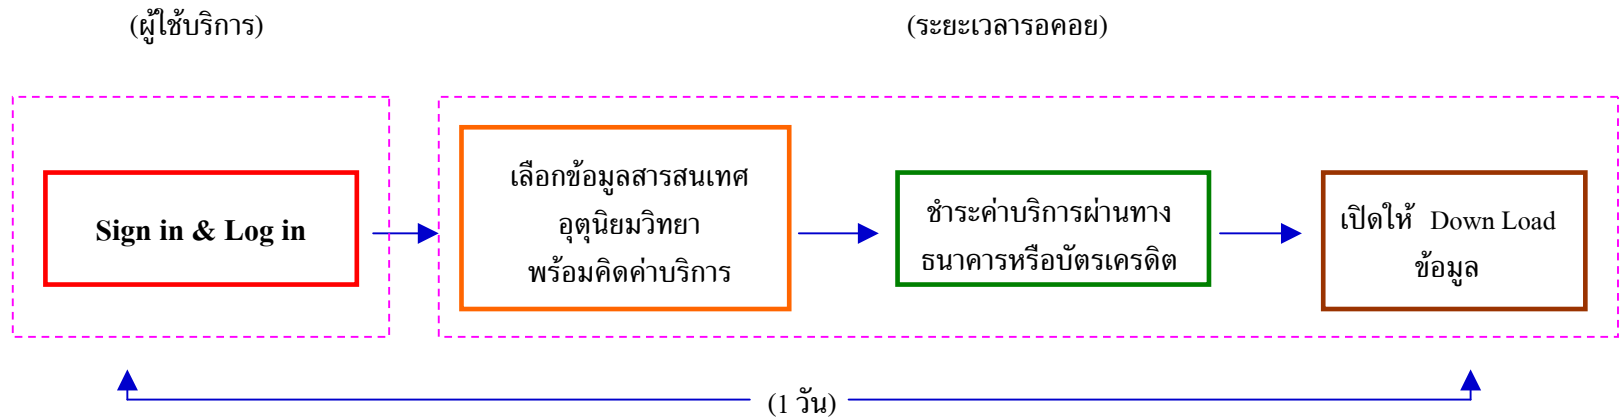 (ผู้ใช้บริการ)
(ระยะเวลารอคอย)
Sign in & Log in
เลือกข้อมูลสารสนเทศ
อุตุนิยมวิทยา
พร้อมคิดค่าบริการ
ชำระค่าบริการผ่านทาง
ธนาคารหรือบัตรเครดิต
เปิดให้ Down Load
ข้อมูล
(1 วัน)